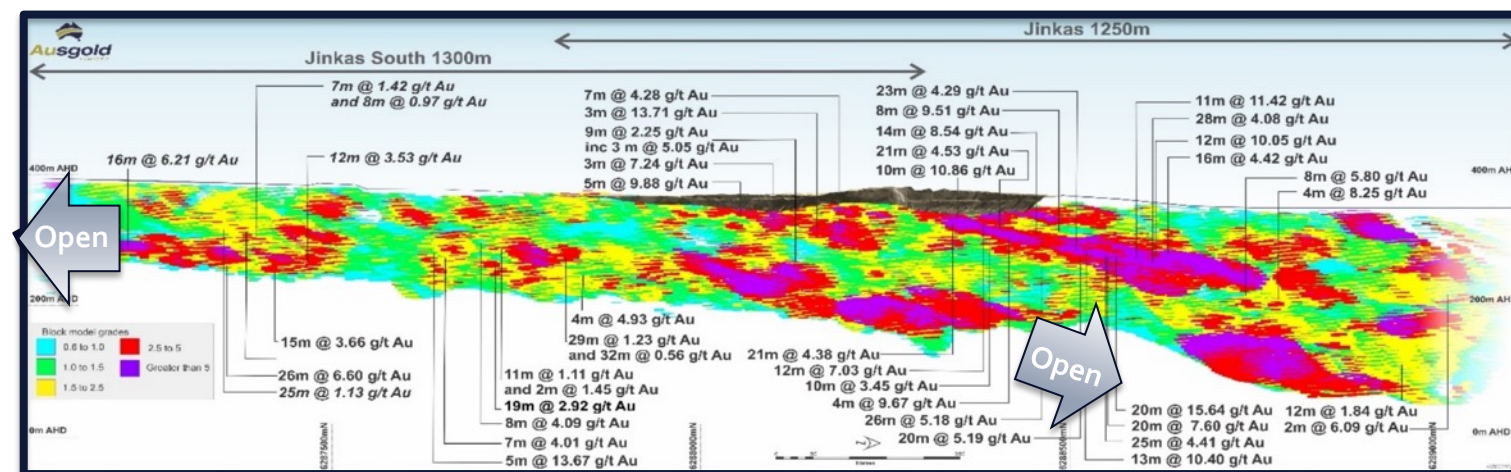 Ausgold
Jinkas 1250m
Jinkas South 1300m
7m @ 1.42 g/t Au
and 8m @ 0.97 g/t Au
16m @ 6.21 g/t Au
12m @ 3.53 g/t Au
7m @ 4.28 g/t Au
3m @ 13.71 g/t Au
9m @ 2.25 g/t Au
inc 3 m @ 5.05 g/t Au
3m @ 7.24 g/t Au
5m @ 9.88 g/t Au
23m @ 4.29 g/t Au
8m @ 9.51 g/t Au
14m @ 8.54 g/t Au
21m @ 4.53 g/t Au
10m @ 10.86 g/t Au
11m @ 11.42 g/t Au
28m @ 4.08 g/t Au
12m @ 10.05 g/t Au
16m @ 4.42 g/t Au
8m @ 5.80 g/t Au
4m @ 8.25 g/t Au
400m AHD
400m AHD
Open
200m AHD
200m AHD
Block model grades
0.6 to 1.0
1.0 to 1.5
1.5 to 2.5
2.5 to 5
Greater than 5
15m @ 3.66 g/t Au
26m @ 6.60 g/t Au
25m @ 1.13 g/t Au
4m @ 4.93 g/t Au
29m @ 1.23 g/t Au
and 32m @ 0.56 g/t Au
11m @ 1.11 g/t Au
and 2m @ 1.45 g/t Au
19m @ 2.92 g/t Au
8m @ 4.09 g/t Au
7m @ 4.01 g/t Au
5m @ 13.67 g/t Au
21m @ 4.38 g/t Au
12m @ 7.03 g/t Au
10m @ 3.45 g/t Au
4m @ 9.67 g/t Au
26m @ 5.18 g/t Au
20m @ 5.19 g/t Au
Open
20m @ 15.64 g/t Au
20m @ 7.60 g/t Au
25m @ 4.41 g/t Au
13m @ 10.40 g/t Au
12m @ 1.84 g/t Au
2m @ 6.09 g/t Au
0m AHD
0m AHD
6287500mN
6288000mN
6288500mN
6289000mN